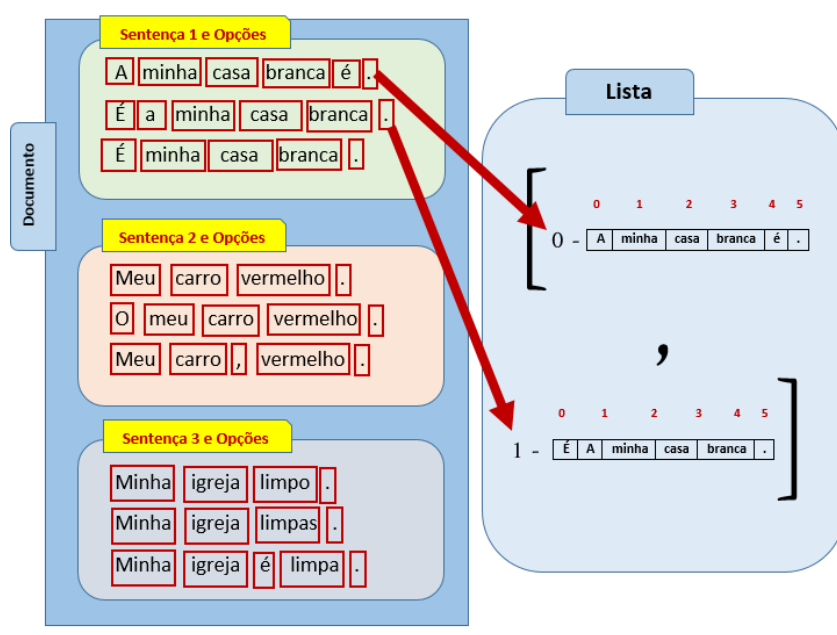 Documento
Sentença 1 e Opções
A minha casa branca é .
É a minha casa branca .
É minha casa branca .
Sentença 2 e Opções
Meu carro vermelho .
O meu carro vermelho .
Meu carro , vermelho .
Sentença 3 e Opções
Minha igreja limpo .
Minha igreja limpas .
Minha igreja é limpa .
Lista
[
0 1 2 3 4 5
0 - A minha casa branca é .
,
0 1 2 3 4 5
1 - É A minha casa branca .
]